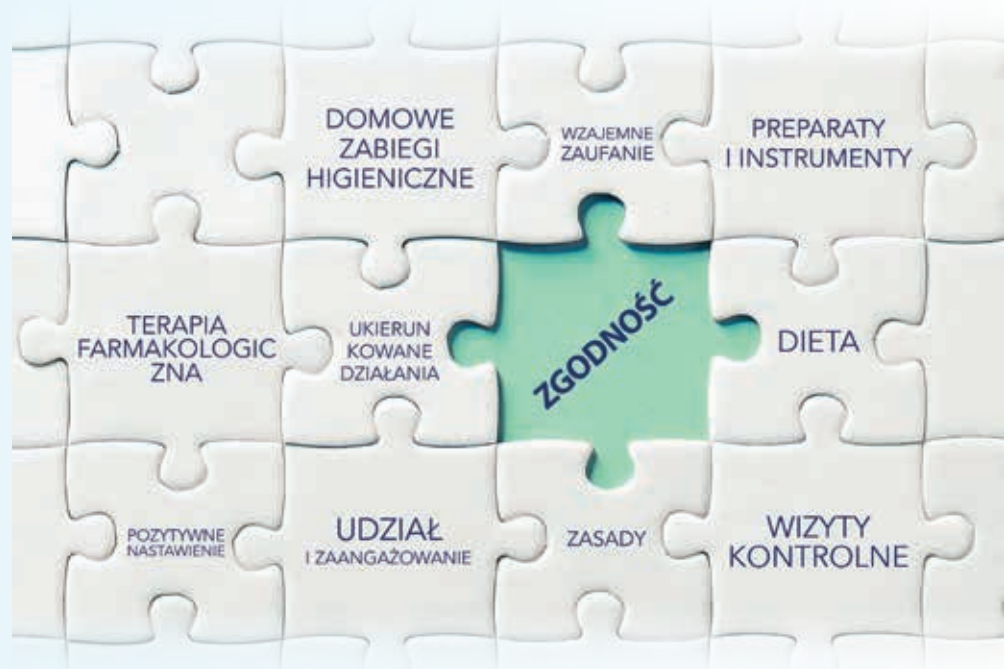 DOMOWE
ZABIEGI
HIGIENICZNE
WZAJEMNE
ZAUFANIE
PREPARATY
I INSTRUMENTY
TERAPIA
FARMAKOLOGIC
ZNA
UKIERUN
KOWANE
DZIAŁANIA
ZGODNOŚĆ
DIETA
POZYTYWNE
NASTAWIENIE
UDZIAŁ
I ZAANGAŻOWANIE
ZASADY
WIZYTY
KONTROLNE